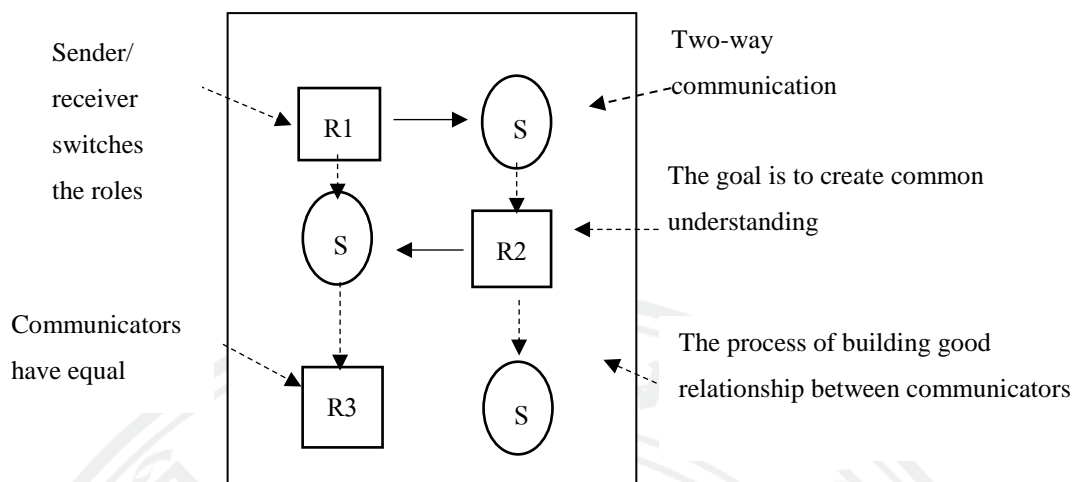 Sender/
receiver
switches
the roles
Communicators
have equal
R1
S
S
R2
R3
S
Two-way
communication
The goal is to create common
understanding
The process of building good
relationship between communicators